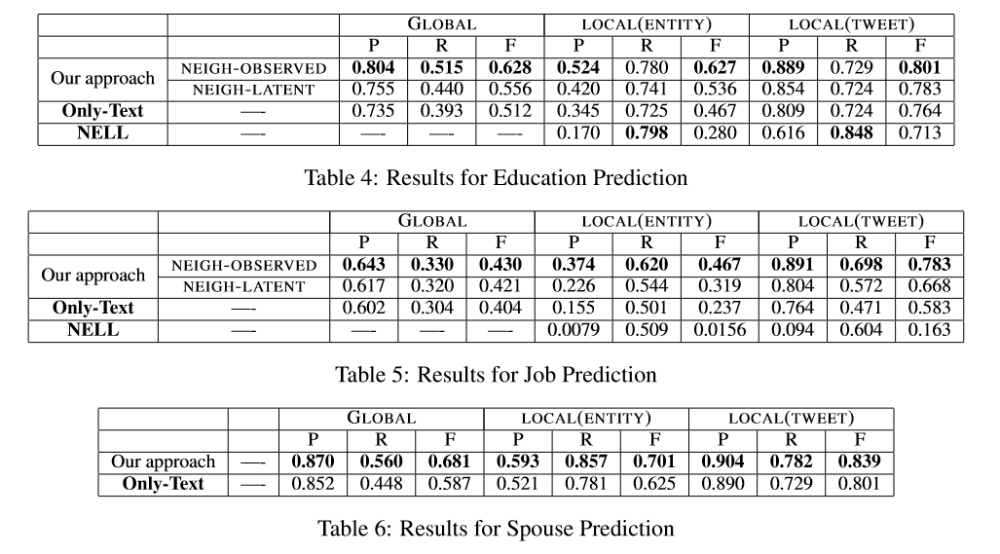 GLOBAL LOCAL(ENTITY) LOCAL(TWEET)
P R F P R F P R F
Our approach NEIGH-OBSERVED 0.804 0.515 0.628 0.524 0.780 0.627 0.889 0.729 0.801
NEIGH-LATENT 0.755 0.440 0.556 0.420 0.741 0.536 0.854 0.724 0.783
Only-Text —- 0.735 0.393 0.512 0.345 0.725 0.467 0.809 0.724 0.764
NELL —- —- —- —- 0.170 0.798 0.280 0.616 0.848 0.713
Table 4: Results for Education Prediction
GLOBAL LOCAL(ENTITY) LOCAL(TWEET)
P R F P R F P R F
Our approach NEIGH-OBSERVED 0.643 0.330 0.430 0.374 0.620 0.467 0.891 0.698 0.783
NEIGH-LATENT 0.617 0.320 0.421 0.226 0.544 0.319 0.804 0.572 0.668
Only-Text —- 0.602 0.304 0.404 0.155 0.501 0.237 0.764 0.471 0.583
NELL —- —- —- —- 0.0079 0.509 0.0156 0.094 0.604 0.163
Table 5: Results for Job Prediction
GLOBAL LOCAL(ENTITY) LOCAL(TWEET)
P R F P R F P R F
Our approach —- 0.870 0.560 0.681 0.593 0.857 0.701 0.904 0.782 0.839
Only-Text —- 0.852 0.448 0.587 0.521 0.781 0.625 0.890 0.729 0.801
Table 6: Results for Spouse Prediction